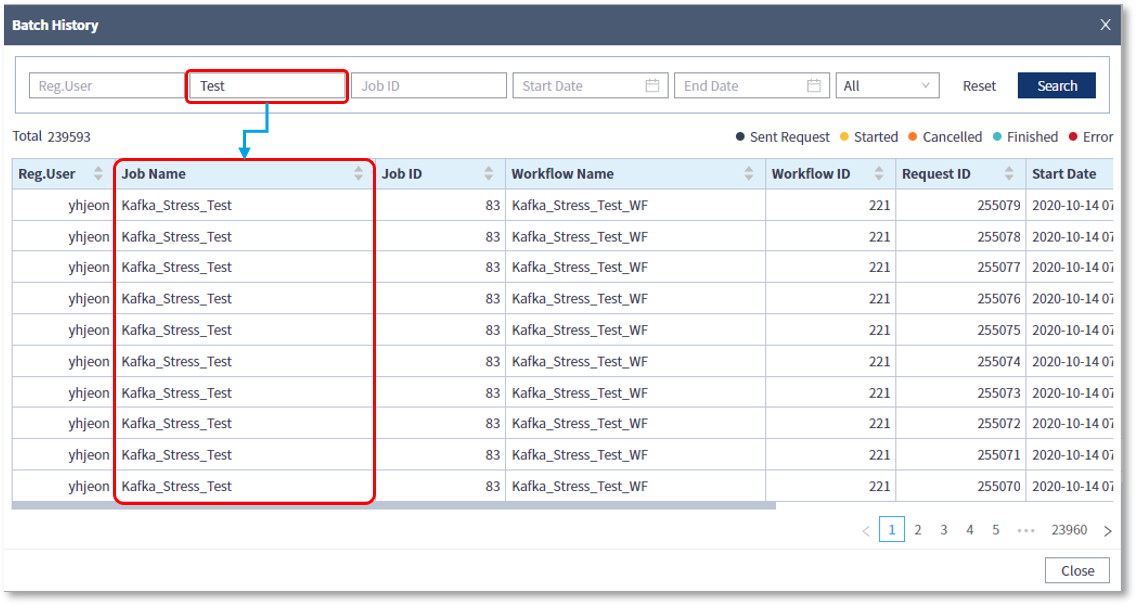 Batch History X
Reg.User Test Job ID Start Date End Date All Reset Search
Total 239593 Sent Request Started Cancelled Finished Error
Reg.User Job Name Job ID Workflow Name Workflow ID Request ID Start Date
yhjeon Kafka_Stress_Test 83 Kafka_Stress_Test_WF 221 255079 2020-10-14 07
yhjeon Kafka_Stress_Test 83 Kafka_Stress_Test_WF 221 255078 2020-10-14 07
yhjeon Kafka_Stress_Test 83 Kafka_Stress_Test_WF 221 255077 2020-10-14 07
yhjeon Kafka_Stress_Test 83 Kafka_Stress_Test_WF 221 255076 2020-10-14 07
yhjeon Kafka_Stress_Test 83 Kafka_Stress_Test_WF 221 255075 2020-10-14 07
yhjeon Kafka_Stress_Test 83 Kafka_Stress_Test_WF 221 255074 2020-10-14 07
yhjeon Kafka_Stress_Test 83 Kafka_Stress_Test_WF 221 255073 2020-10-14 07
yhjeon Kafka_Stress_Test 83 Kafka_Stress_Test_WF 221 255072 2020-10-14 07
yhjeon Kafka_Stress_Test 83 Kafka_Stress_Test_WF 221 255071 2020-10-14 07
yhjeon Kafka_Stress_Test 83 Kafka_Stress_Test_WF 221 255070 2020-10-14 07
< 1 2 3 4 5 ••• 23960 >
Close